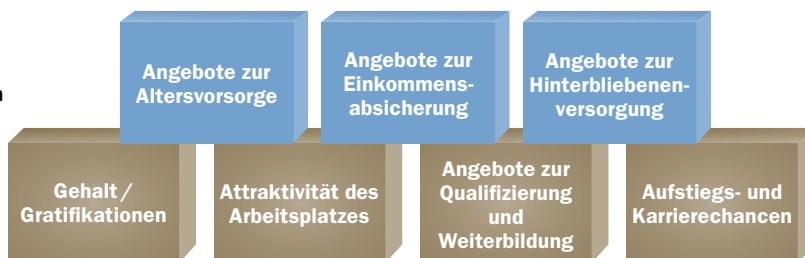 Angebote zur
Altersvorsorge
Angebote zur
Einkommens-
absicherung
Angebote zur
Hinterbliebenen-
versorgung
Gehalt /
Gratifikationen
Attraktivität des
Arbeitsplatzes
Angebote zur
Qualifizierung
und
Weiterbildung
Aufstiegs- und
Karrierechancen